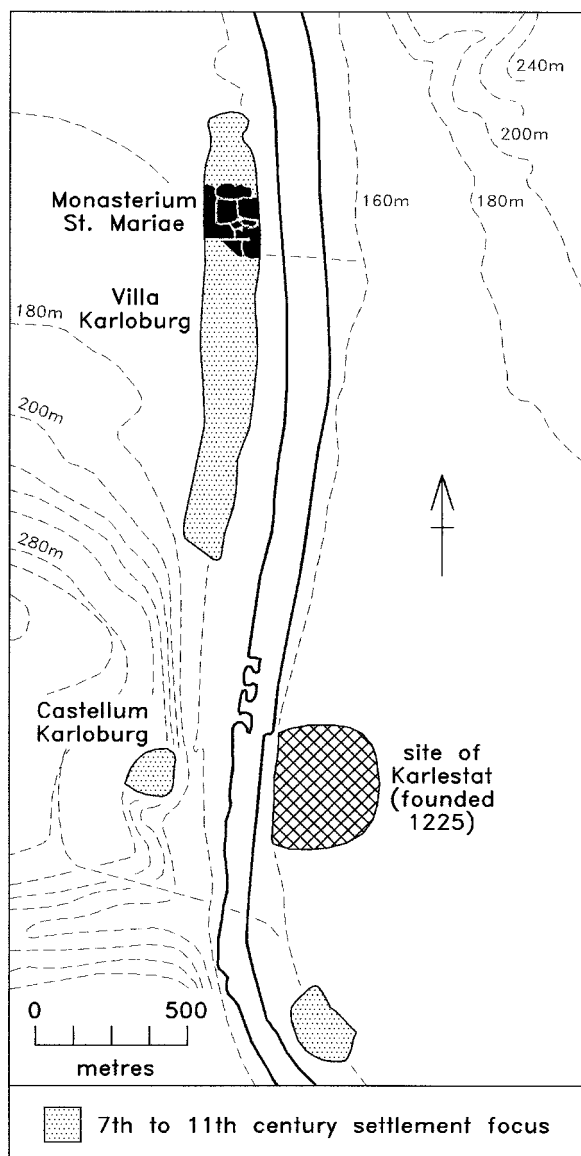 240m
200m
180m
160m
Monasterium
St. Mariae
Villa
Karloburg
180m
200m
280m
Castellum
Karloburg
site of
Karlestat
(founded
1225)
0 500
metres
7th to 11th century settlement focus